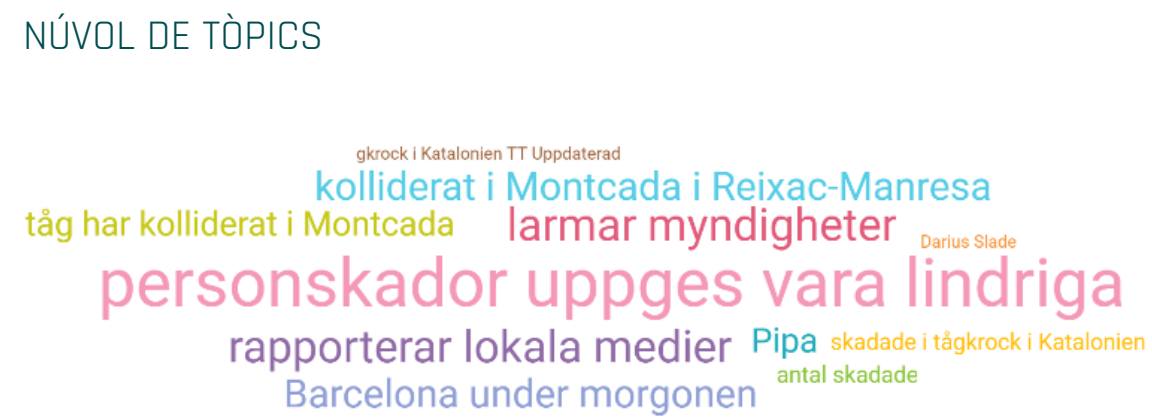 NÚVOL DE TÒPICS
gkrock i Katalonien TT Uppdaterad
kolliderat i Montcada i Reixac-Manresa
tåg har kolliderat i Montcada
larmar myndigheter
Darius Slade
personskador uppges vara lindriga
rapporterar lokala medier
Pipa
skadade i tågkrock i Katalonien
antal skadade
Barcelona under morgonen